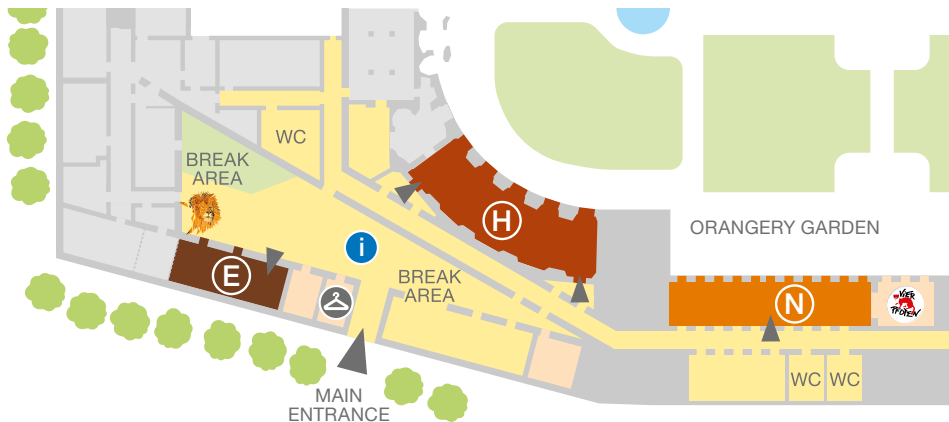 WC
BREAK
AREA
H
ORANGERY GARDEN
i
E
BREAK
AREA
N
VIER
PFOTEN
WC
WC
MAIN
ENTRANCE